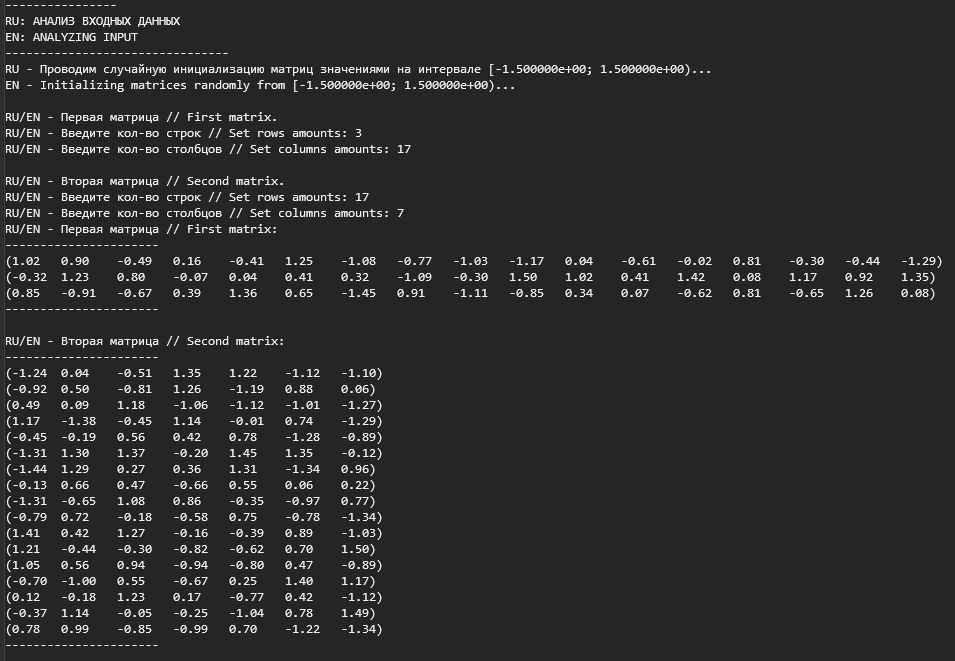 ----------------
RU: АНАЛИЗ ВХОДНЫХ ДАННЫХ
EN: ANALYZING INPUT
--------------------------------
RU - Проводим случайную инициализацию матриц значениями на интервале [-1.500000e+00; 1.500000e+00)...
EN - Initializing matrices randomly from [-1.500000e+00; 1.500000e+00)...
RU/EN - Первая матрица // First matrix.
RU/EN - Введите кол-во строк // Set rows amounts: 3
RU/EN - Введите кол-во столбцов // Set columns amounts: 17
RU/EN - Вторая матрица // Second matrix.
RU/EN - Введите кол-во строк // Set rows amounts: 17
RU/EN - Введите кол-во столбцов // Set columns amounts: 7
RU/EN - Первая матрица // First matrix:
----------------------
(1.02 0.90 -0.49 0.16 -0.41 1.25 -1.08 -0.77 -1.03 -1.17 0.04 -0.61 -0.02 0.81 -0.30 -0.44 -1.29)
(-0.32 1.23 0.80 -0.07 0.04 0.41 0.32 -1.09 -0.30 1.50 1.02 0.41 1.42 0.08 1.17 0.92 1.35)
(0.85 -0.91 -0.67 0.39 1.36 0.65 -1.45 0.91 -1.11 -0.85 0.34 0.07 -0.62 0.81 -0.65 1.26 0.08)
----------------------
RU/EN - Вторая матрица // Second matrix:
----------------------
(-1.24 0.04 -0.51 1.35 1.22 -1.12 -1.10)
(-0.92 0.50 -0.81 1.26 -1.19 0.88 0.06)
(0.49 0.09 1.18 -1.06 -1.12 -1.01 -1.27)
(1.17 -1.38 -0.45 1.14 -0.01 0.74 -1.29)
(-0.45 -0.19 0.56 0.42 0.78 -1.28 -0.89)
(-1.31 1.30 1.37 -0.20 1.45 1.35 -0.12)
(-1.44 1.29 0.27 0.36 1.31 -1.34 0.96)
(-0.13 0.66 0.47 -0.66 0.55 0.06 0.22)
(-1.31 -0.65 1.08 0.86 -0.35 -0.97 0.77)
(-0.79 0.72 -0.18 -0.58 0.75 -0.78 -1.34)
(1.41 0.42 1.27 -0.16 -0.39 0.89 -1.03)
(1.21 -0.44 -0.30 -0.82 -0.62 0.70 1.50)
(1.05 0.56 0.94 -0.94 -0.80 0.47 -0.89)
(-0.70 -1.00 0.55 -0.67 0.25 1.40 1.17)
(0.12 -0.18 1.23 0.17 -0.77 0.42 -1.12)
(-0.37 1.14 -0.05 -0.25 -1.04 0.78 1.49)
(0.78 0.99 -0.85 -0.99 0.70 -1.22 -1.34)
----------------------